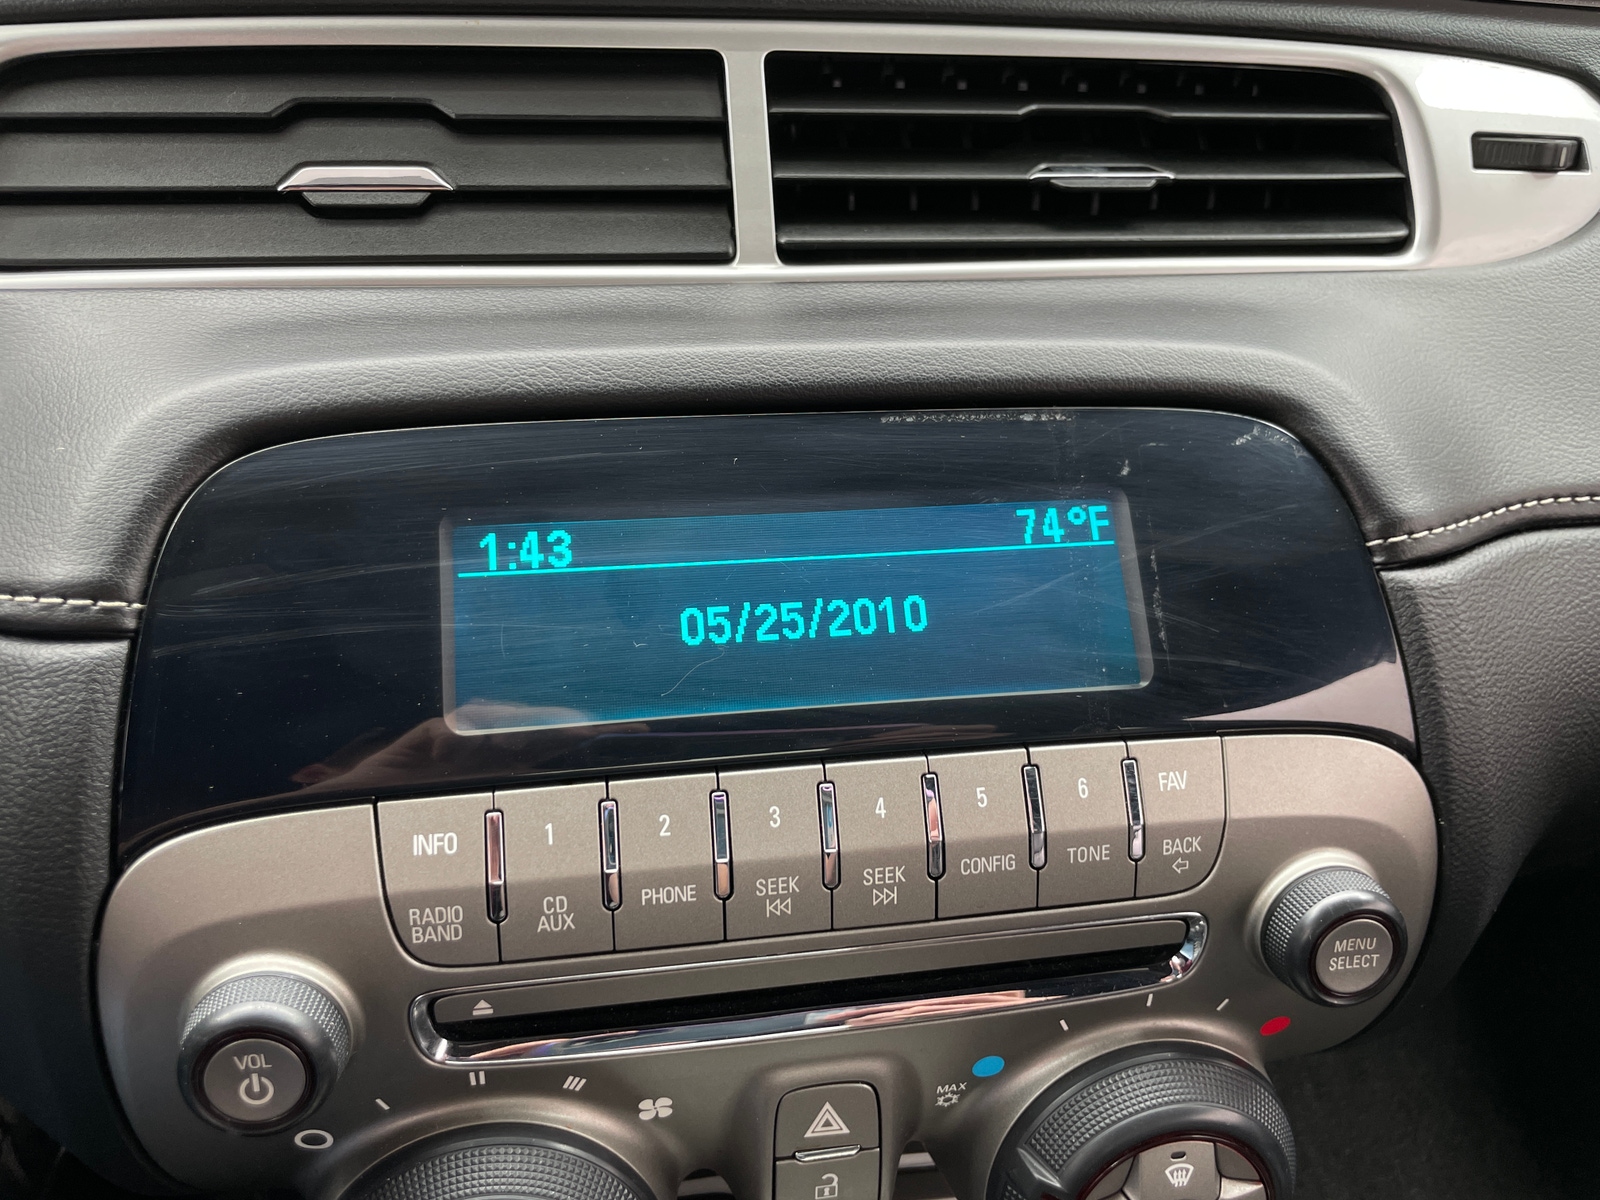 1:43 74°F
05/25/2010
INFO 1 2 3 4 5 6 FAV
RADIO BAND CD AUX PHONE SEEK SEEK CONFIG TONE BACK
MENU SELECT
VOL
MAX